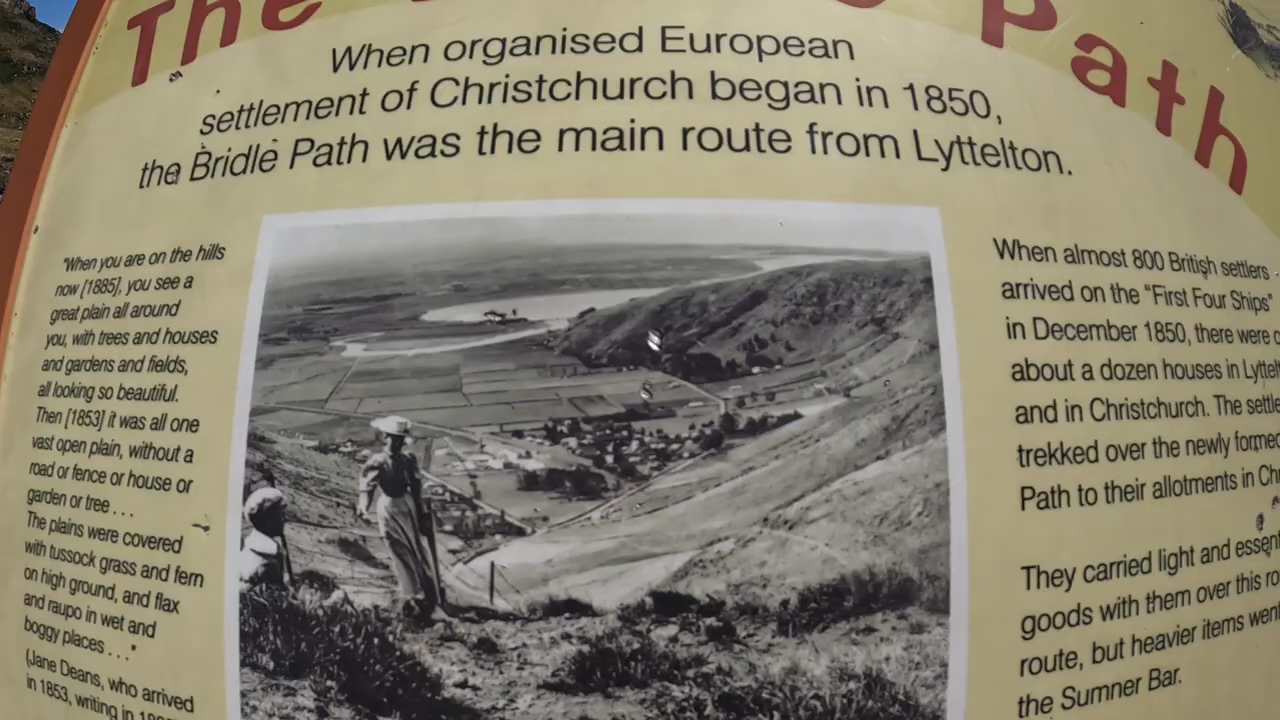 The
Path
When organised European
settlement of Christchurch began in 1850,
the Bridle Path was the main route from Lyttelton.
"When you are on the hills
now [1885], you see a
great plain all around
you, with trees and houses
and gardens and fields,
all looking so beautiful.
Then [1853] it was all one
vast open plain, without a
road or fence or house or
garden or tree . . .
The plains were covered
with tussock grass and fern
on high ground, and flax
and raupo in wet and
boggy places . . ."
(Jane Deans, who arrived
in 1853, writing in
When almost 800 British settlers
arrived on the "First Four Ships"
in December 1850, there were
about a dozen houses in
and in Christchurch. The
trekked over the newly
Path to their allotments in
They carried light and
goods with them over this
route, but heavier items
the Sumner Bar.